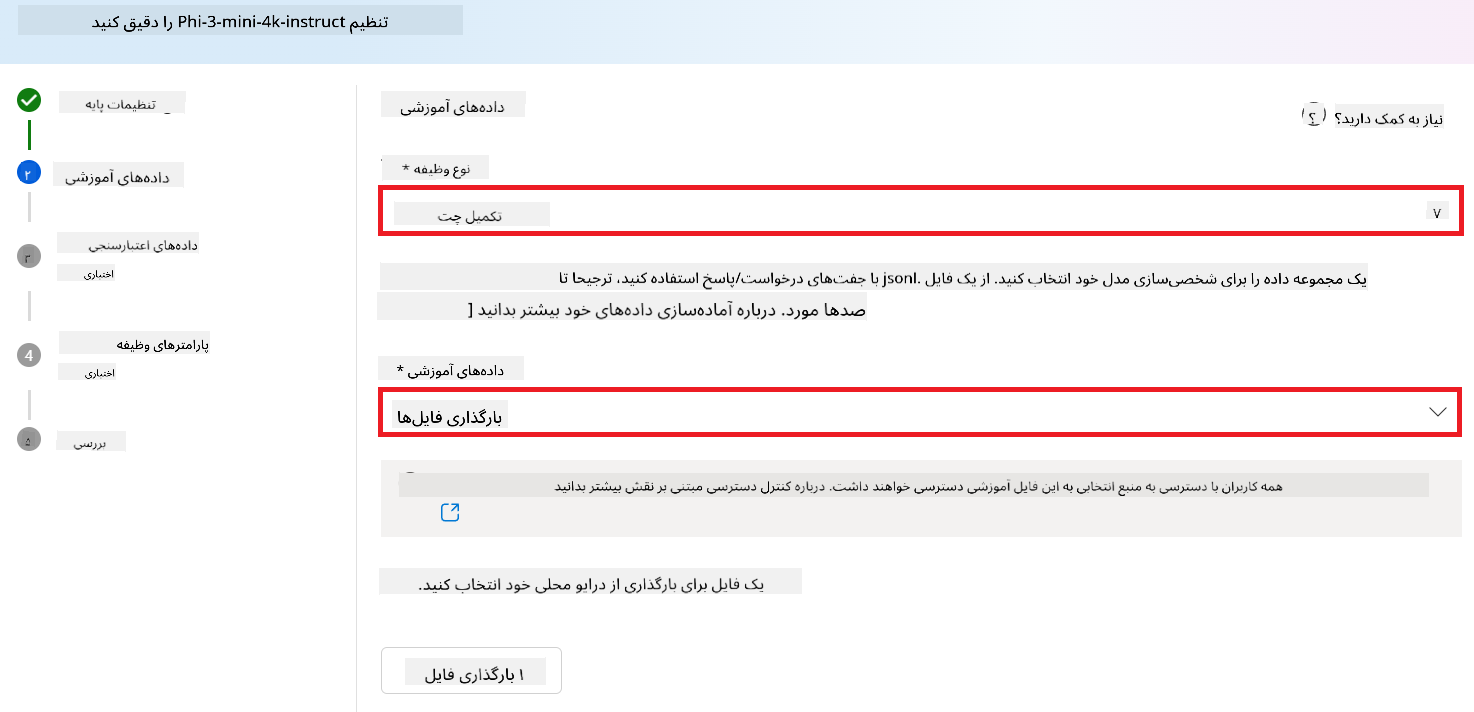 تنظیم Phi-3-mini-4k-instruct را دقیق کنید
تنظیمات پایه
۲
داده‌های آموزشی
۳
داده‌های اعتبارسنجی
اختیاری
4
پارامترهای وظیفه
اختیاری
۵
بررسی
داده‌های آموزشی
نیاز به کمک دارید؟
؟
نوع وظیفه *
تکمیل چت
۷
یک مجموعه داده را برای شخصی‌سازی مدل خود انتخاب کنید. از یک فایل .jsonl با جفت‌های درخواست/پاسخ استفاده کنید، ترجیحا تا
صدها مورد. درباره آماده‌سازی داده‌های خود بیشتر بدانید [
داده‌های آموزشی *
بارگذاری فایل‌ها
همه کاربران با دسترسی به منبع انتخابی به این فایل آموزشی دسترسی خواهند داشت. درباره کنترل دسترسی مبتنی بر نقش بیشتر بدانید
یک فایل برای بارگذاری از درایو محلی خود انتخاب کنید.
۱ بارگذاری فایل